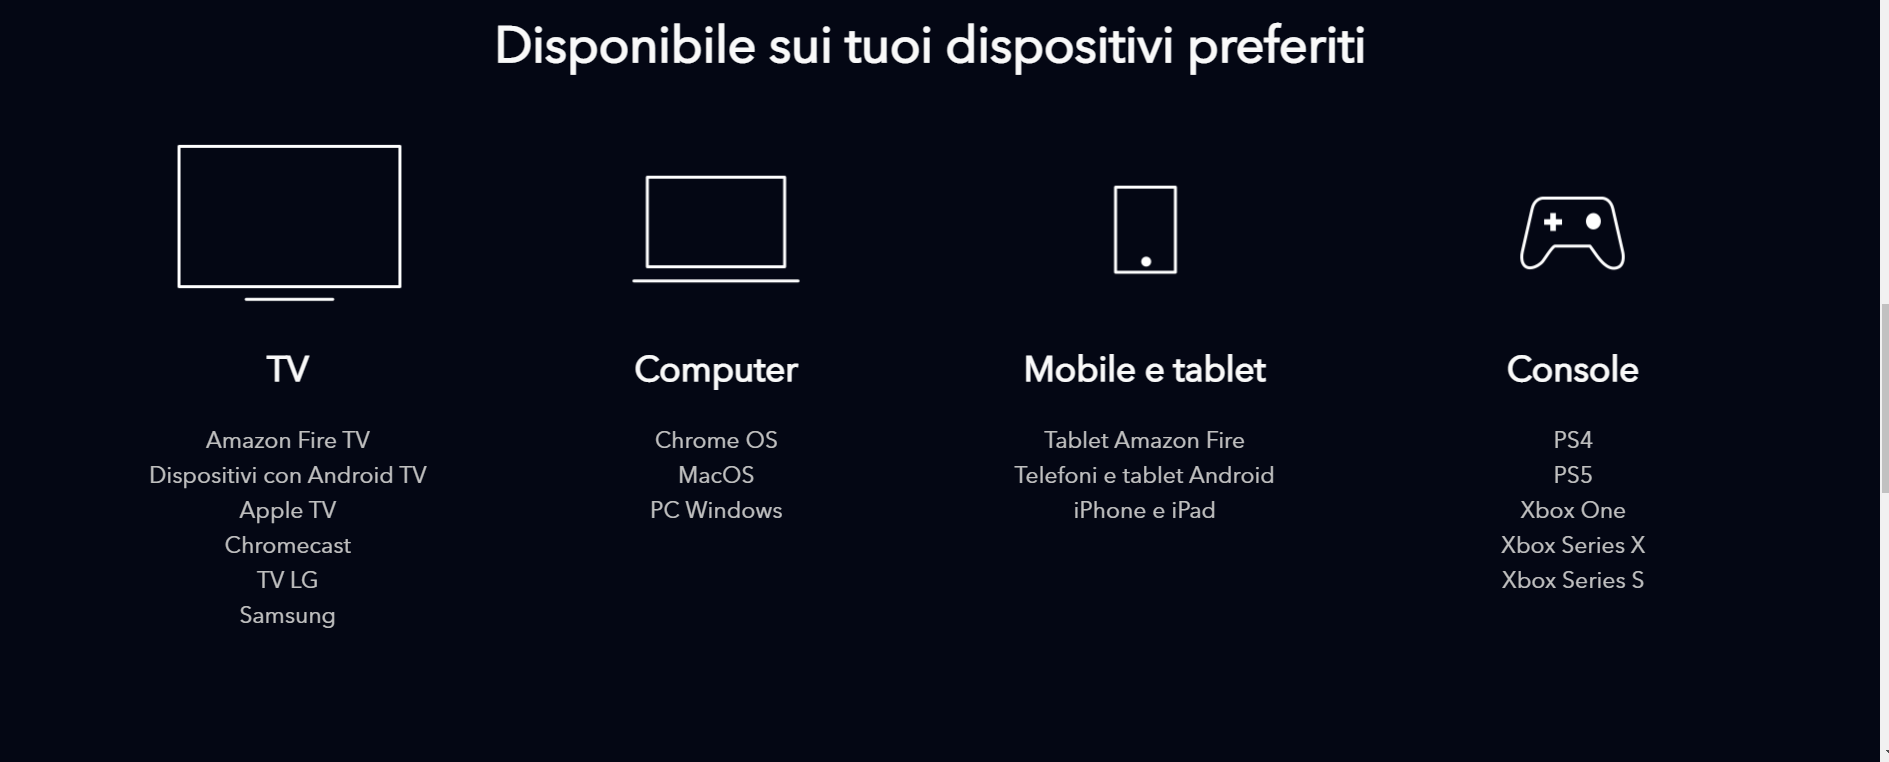 Disponibile sui tuoi dispositivi preferiti
TV
Amazon Fire TV
Dispositivi con Android TV
Apple TV
Chromecast
TV LG
Samsung
Computer
Chrome OS
MacOS
PC Windows
Mobile e tablet
Tablet Amazon Fire
Telefoni e tablet Android
iPhone e iPad
Console
PS4
PS5
Xbox One
Xbox Series X
Xbox Series S